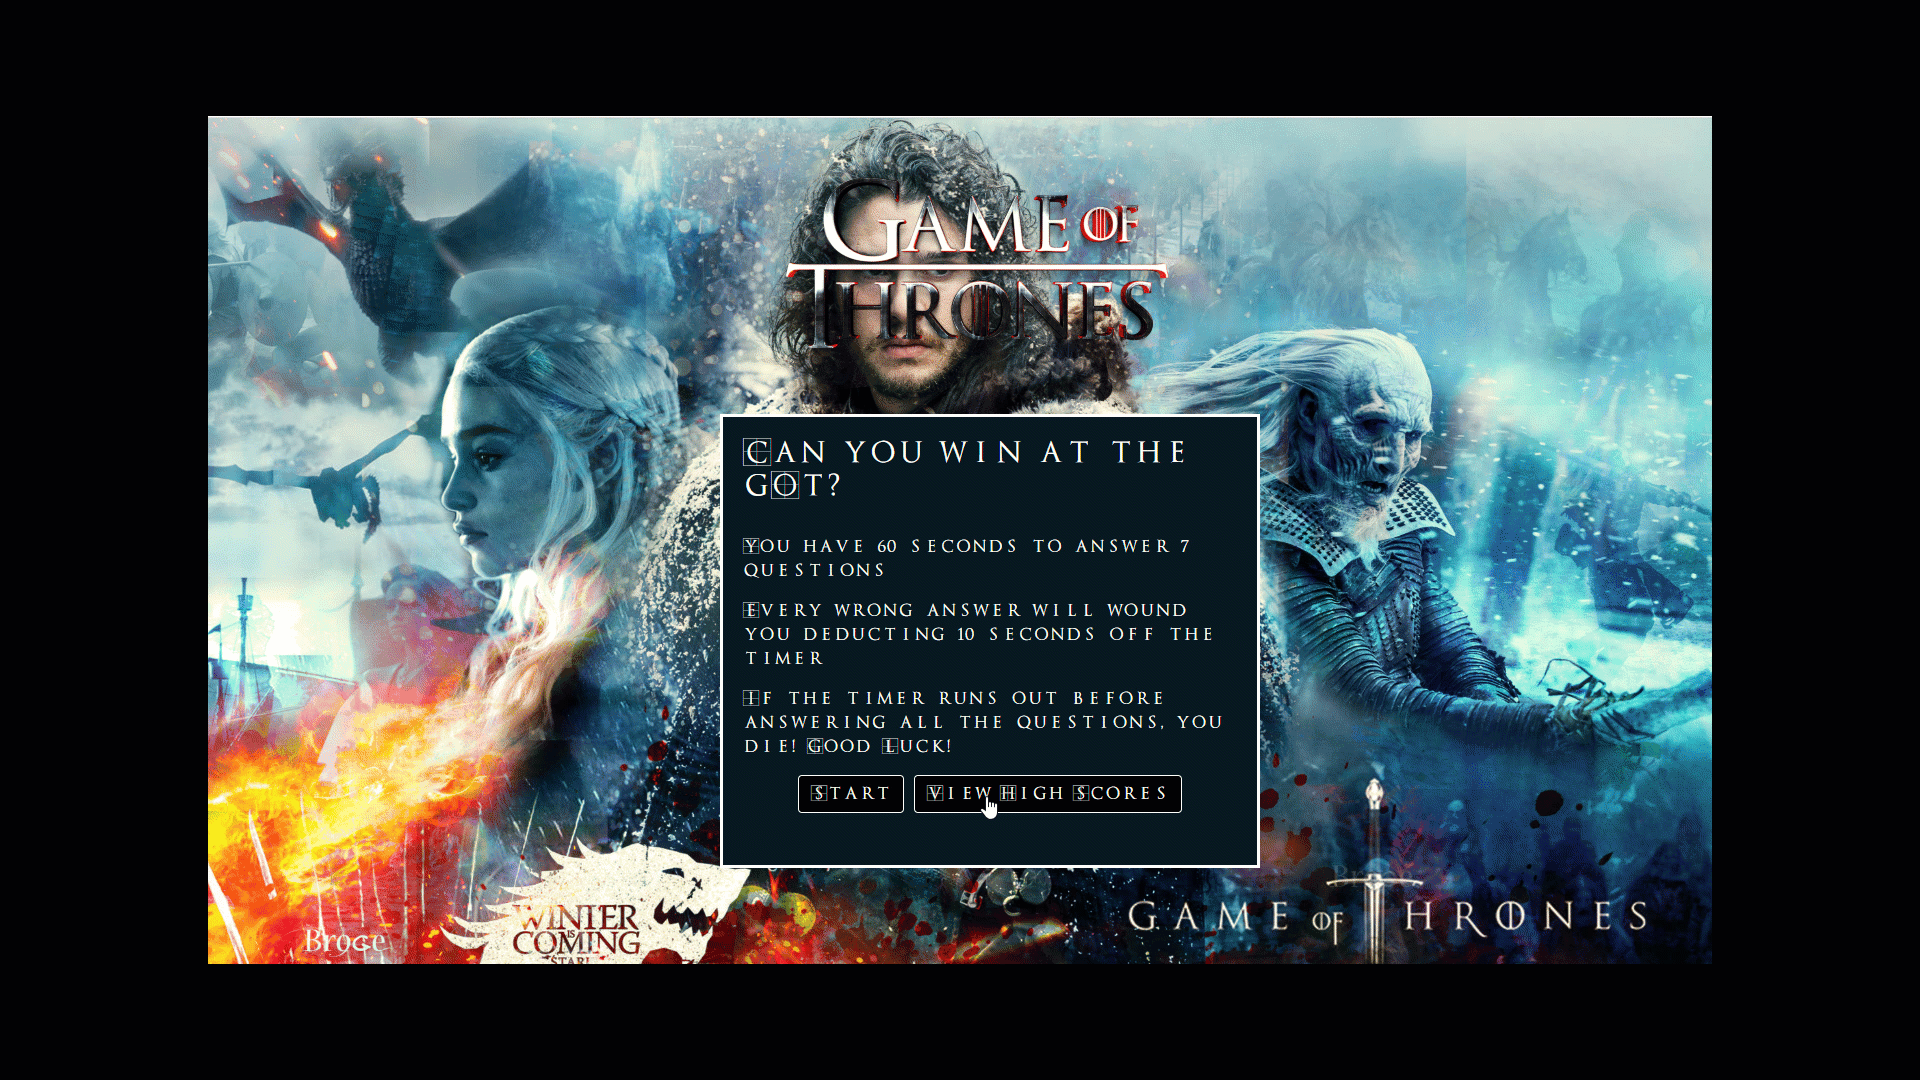 GAME OF
THRONES
CAN YOU WIN AT THE
GOT?
YOU HAVE 60 SECONDS TO ANSWER 7
QUESTIONS
EVERY WRONG ANSWER WILL WOUND
YOU DEDUCTING 10 SECONDS OFF THE
TIMER
IF THE TIMER RUNS OUT BEFORE
ANSWERING ALL THE QUESTIONS, YOU
DIE! GOOD LUCK!
START
VIEW HIGH SCORES
WINTER
IS
COMING
STARK
Broce
GAME OF THRONES